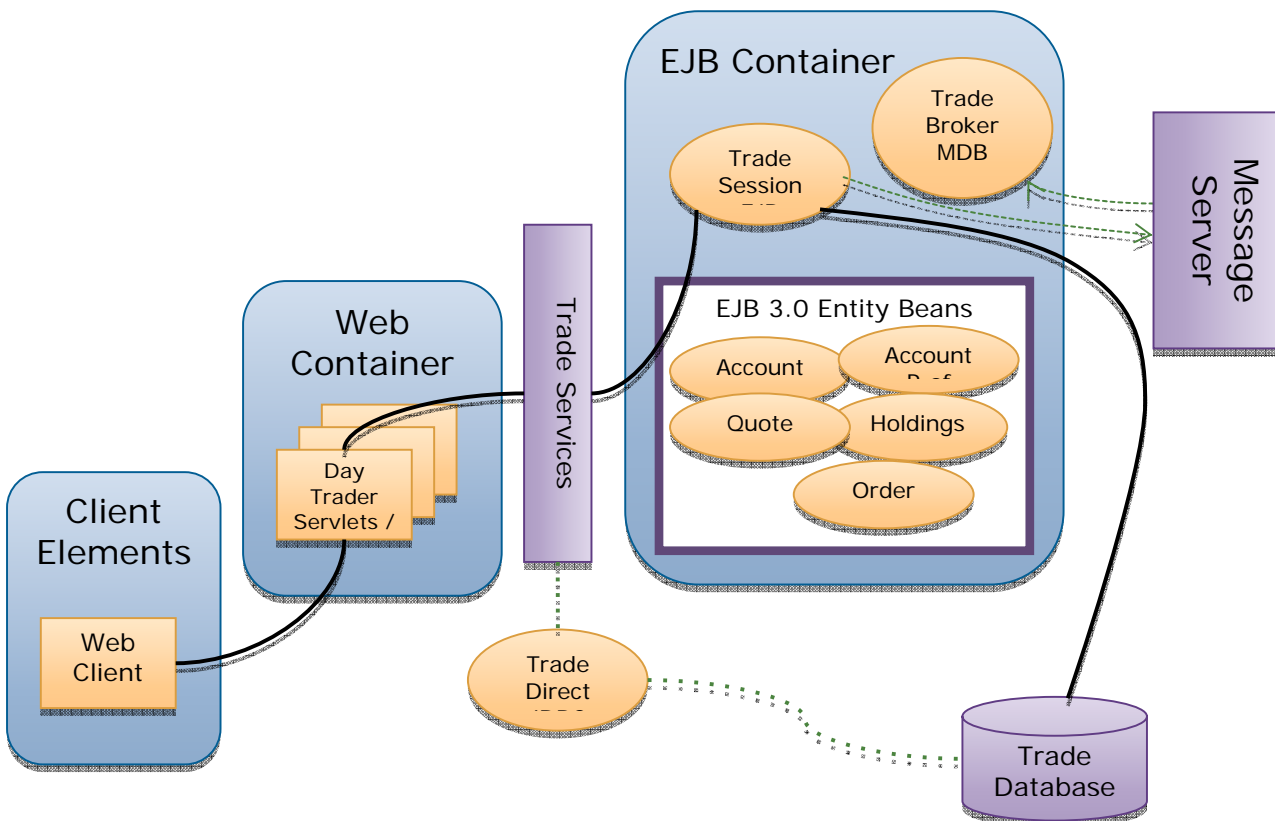 EJB Container
Trade
Broker
MDB
Trade
Session
Message
Server
Trade Services
EJB 3.0 Entity Beans
Account
Account
Quote
Holdings
Order
Web
Container
Day
Trader
Servlets /
Client
Elements
Web
Client
Trade
Direct
Trade
Database